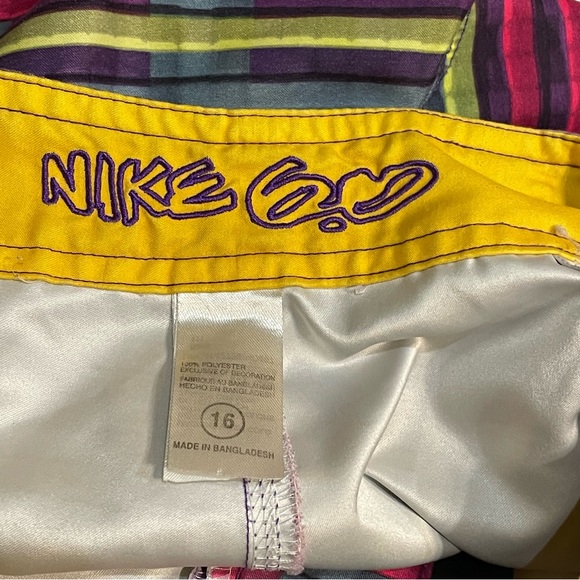 NIKE 6.0
100% POLYESTER
EXCLUSIVE OF DECORATION
FABRIQUÉ AU BANGLADESH
HECHO EN BANGLADESH
16
MADE IN BANGLADESH